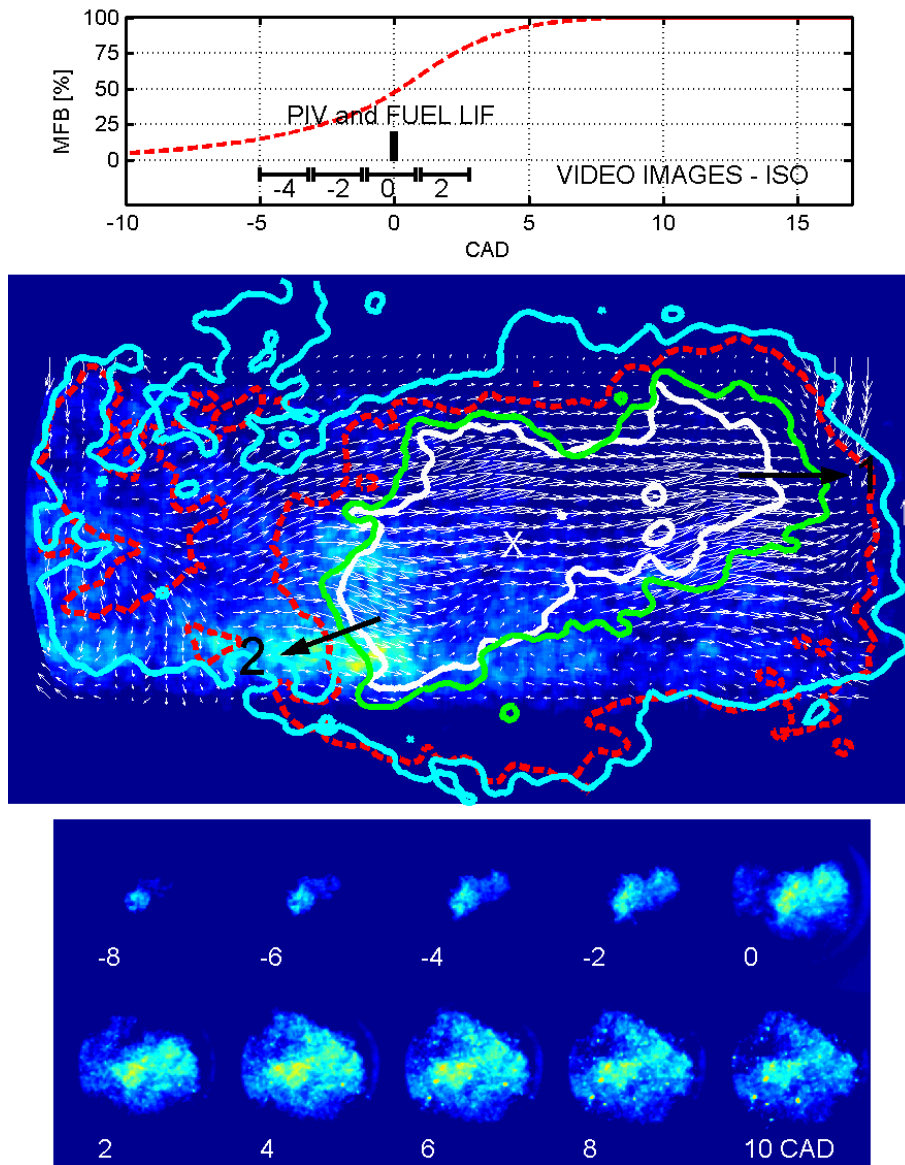 100
75
50
25
0
MFB [%]
PIV and FUEL LIF
-4 -2 0 2
VIDEO IMAGES - ISO
-10 -5 0 5 10 15
CAD
1
X
2
-8 -6 -4 -2 0
2 4 6 8 10 CAD